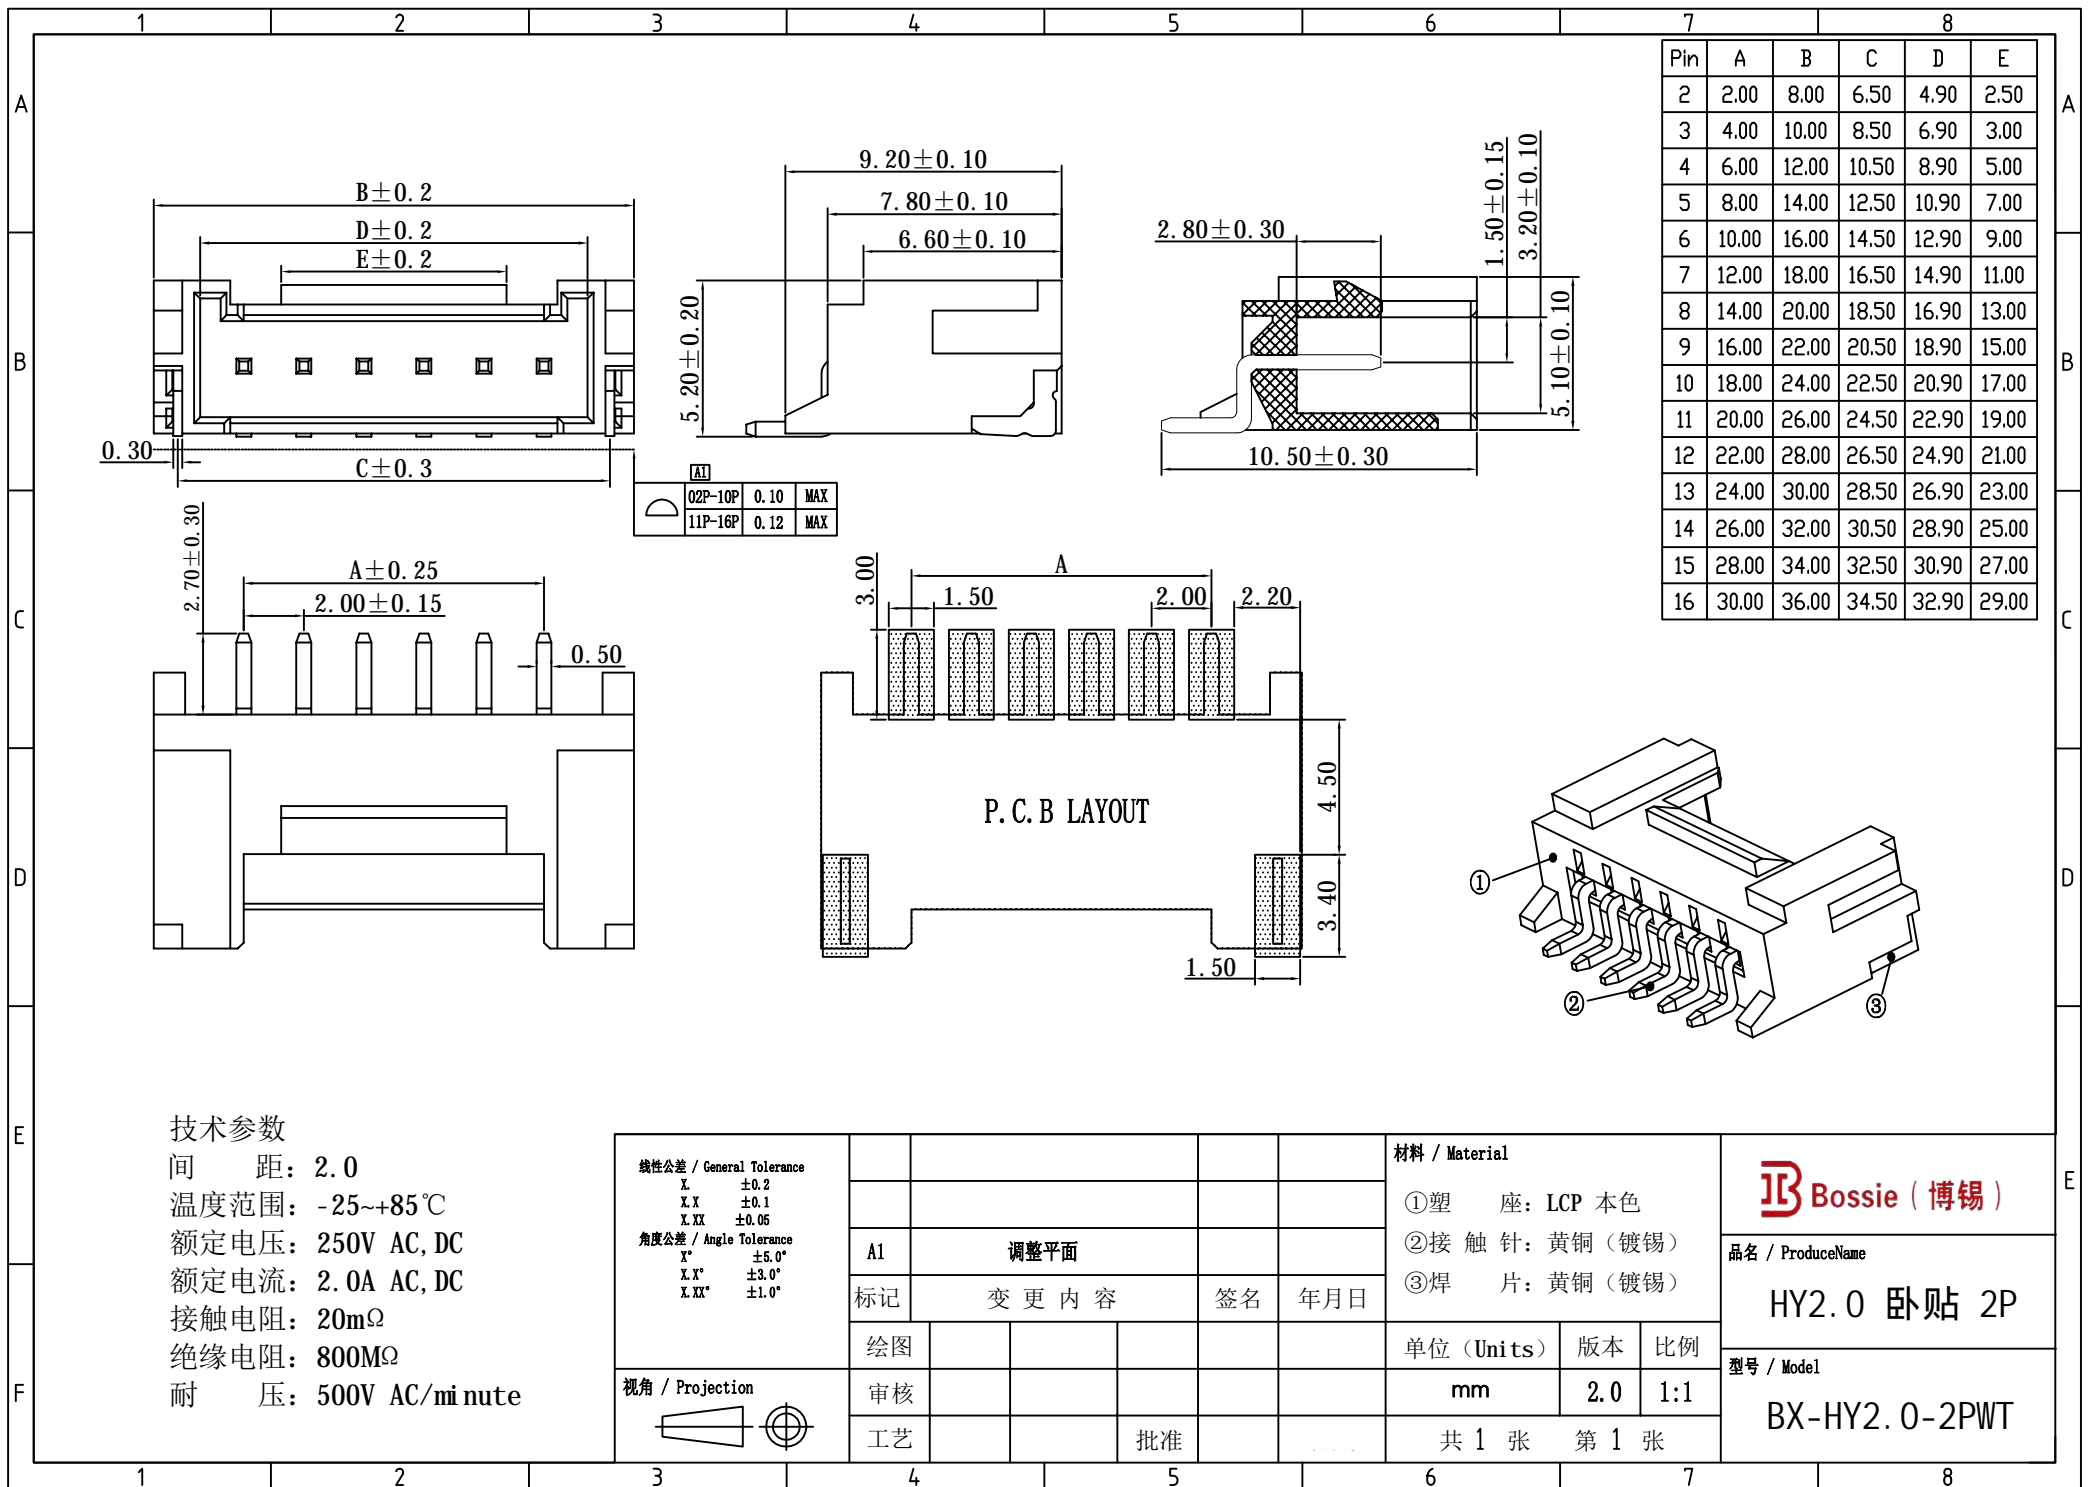 1 2 3 4 5 6 7 8
A
B
C
D
E
F
A
B
C
D
E
Pin A B C D E
2 2.00 8.00 6.50 4.90 2.50
3 4.00 10.00 8.50 6.90 3.00
4 6.00 12.00 10.50 8.90 5.00
5 8.00 14.00 12.50 10.90 7.00
6 10.00 16.00 14.50 12.90 9.00
7 12.00 18.00 16.50 14.90 11.00
8 14.00 20.00 18.50 16.90 13.00
9 16.00 22.00 20.50 18.90 15.00
10 18.00 24.00 22.50 20.90 17.00
11 20.00 26.00 24.50 22.90 19.00
12 22.00 28.00 26.50 24.90 21.00
13 24.00 30.00 28.50 26.90 23.00
14 26.00 32.00 30.50 28.90 25.00
15 28.00 34.00 32.50 30.90 27.00
16 30.00 36.00 34.50 32.90 29.00
B±0.2
D±0.2
E±0.2
0.30
C±0.3
9.20±0.10
7.80±0.10
6.60±0.10
5.20±0.20
2.80±0.30
1.50±0.15
3.20±0.10
5.10±0.10
10.50±0.30
A1
02P-10P 0.10 MAX
11P-16P 0.12 MAX
2.70±0.30
A±0.25
2.00±0.15
0.50
3.00
A
1.50
2.00
2.20
4.50
P.C.B LAYOUT
3.40
1.50
①
②
③
技术参数
间 距：2.0
温度范围：-25~+85℃
额定电压：250V AC,DC
额定电流：2.0A AC,DC
接触电阻：20mΩ
绝缘电阻：800MΩ
耐 压：500V AC/minute
线性公差 / General Tolerance
X. ±0.2
X.X ±0.1
X.XX ±0.05
角度公差 / Angle Tolerance
X° ±5.0°
X.X° ±3.0°
X.XX° ±1.0°
视角 / Projection
A1 调整平面
标记 变 更 内 容 签名 年月日
绘图
审核
工艺 批准
材料 / Material
①塑 座：LCP 本色
②接 触 针：黄铜（镀锡）
③焊 片：黄铜（镀锡）
单位（Units） 版本 比例
mm 2.0 1:1
共 1 张 第 1 张
Bossie（博锡）
品名 / ProduceName
HY2.0 卧贴 2P
型号 / Model
BX-HY2.0-2PWT
1 2 3 4 5 6 7 8